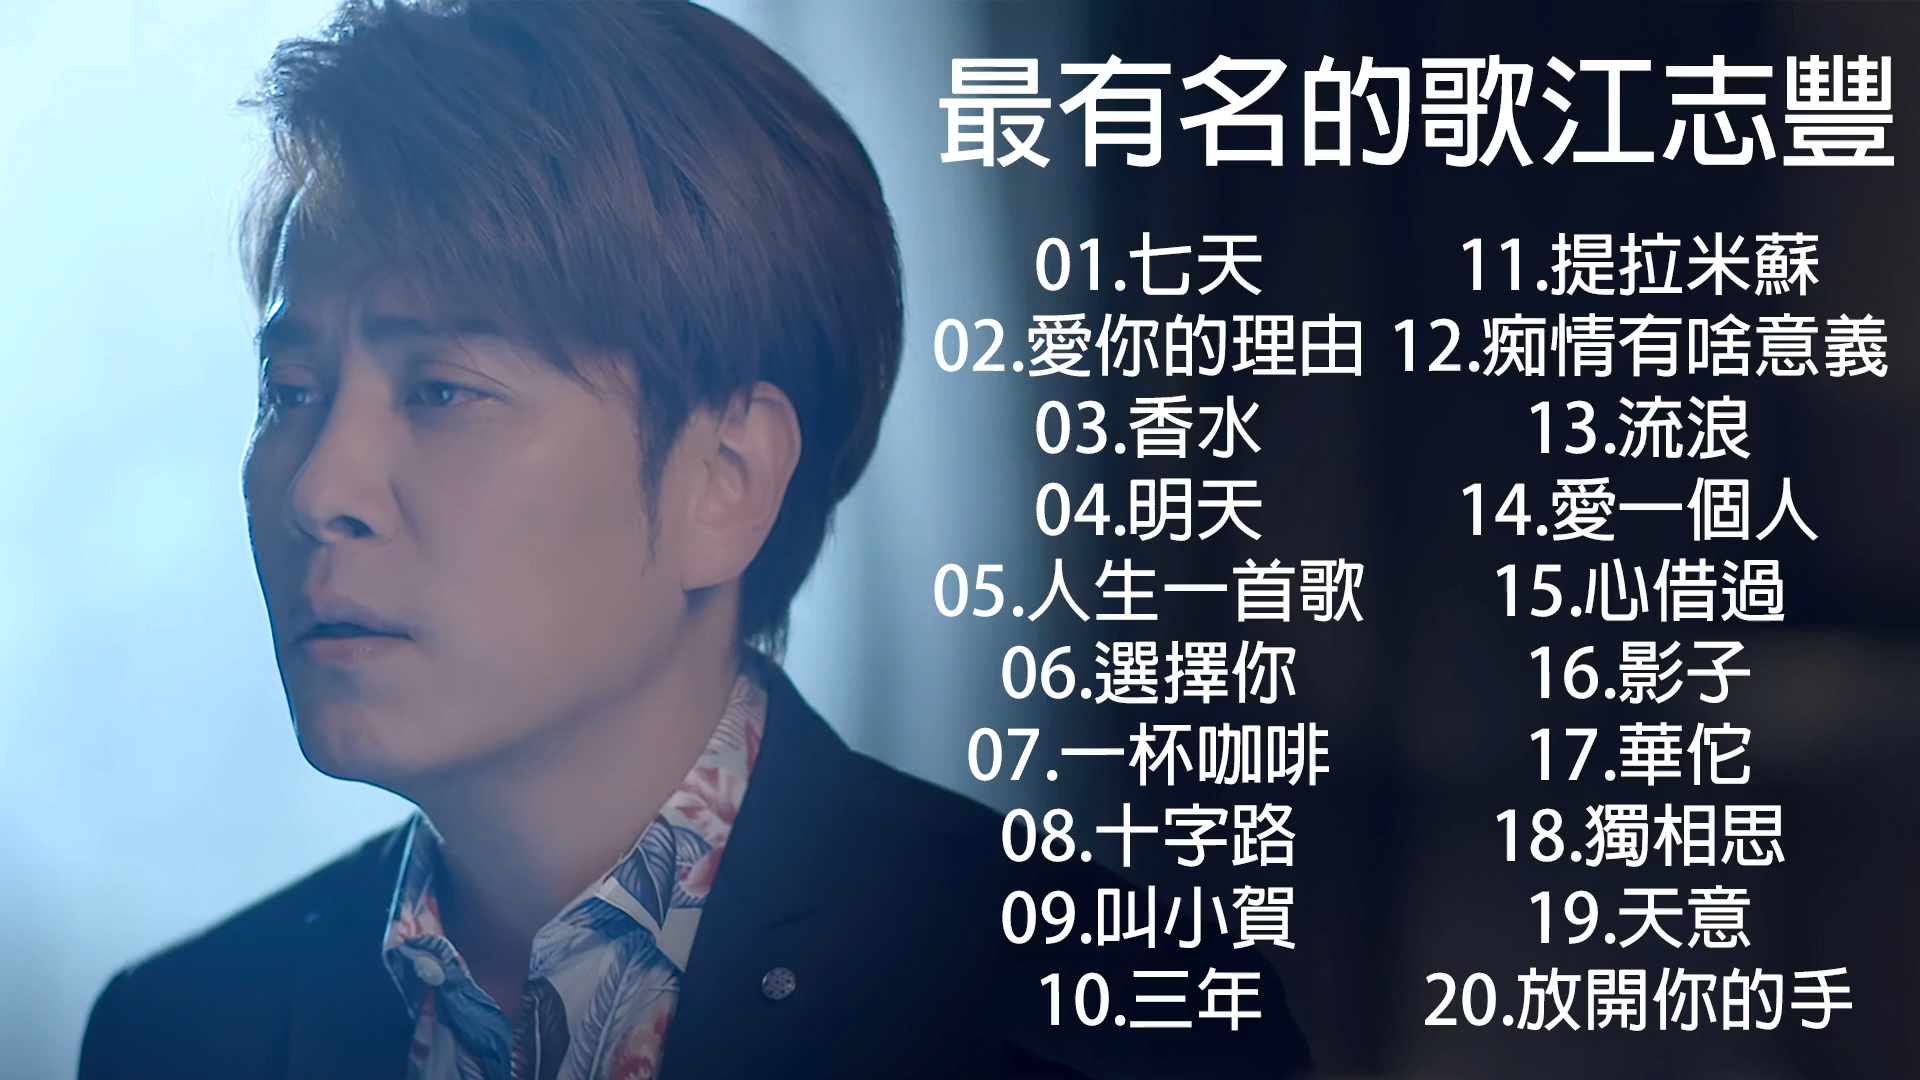 最有名的歌江志豐
01.七天
02.愛你的理由
03.香水
04.明天
05.人生一首歌
06.選擇你
07.一杯咖啡
08.十字路
09.叫小賀
10.三年
11.提拉米蘇
12.痴情有啥意義
13.流浪
14.愛一個人
15.心借過
16.影子
17.華佗
18.獨相思
19.天意
20.放開你的手